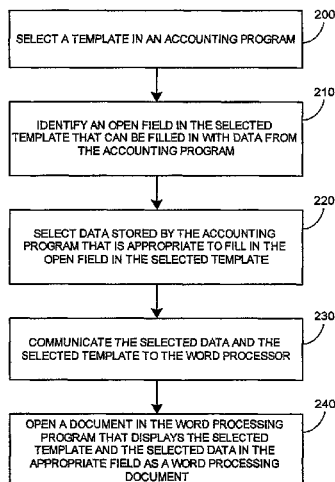 200
SELECT A TEMPLATE IN AN ACCOUNTING PROGRAM
210
IDENTIFY AN OPEN FIELD IN THE SELECTED
TEMPLATE THAT CAN BE FILLED IN WITH DATA FROM
THE ACCOUNTING PROGRAM
220
SELECT DATA STORED BY THE ACCOUNTING
PROGRAM THAT IS APPROPRIATE TO FILL IN THE
OPEN FIELD IN THE SELECTED TEMPLATE
230
COMMUNICATE THE SELECTED DATA AND THE
SELECTED TEMPLATE TO THE WORD PROCESSOR
240
OPEN A DOCUMENT IN THE WORD PROCESSING
PROGRAM THAT DISPLAYS THE SELECTED
TEMPLATE AND THE SELECTED DATA IN THE
APPROPRIATE FIELD AS A WORD PROCESSING
DOCUMENT